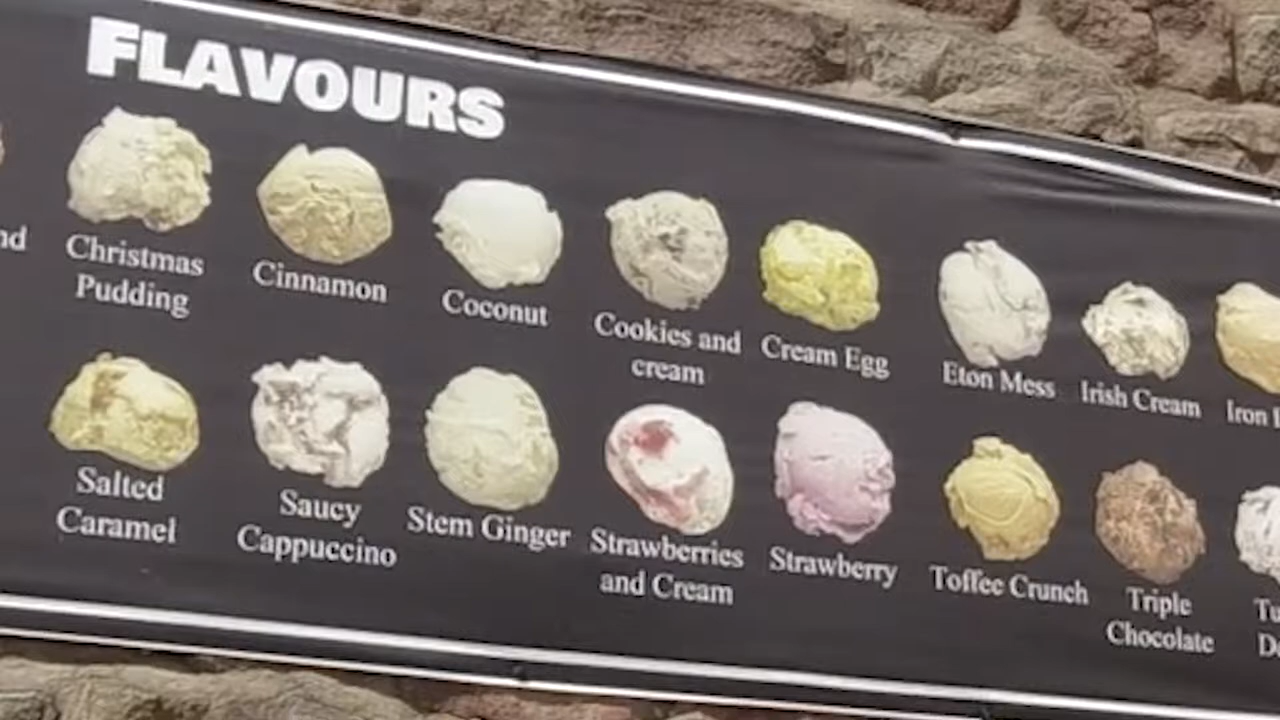 FLAVOURS
Christmas
Pudding
Cinnamon
Coconut
Cookies and
cream
Cream Egg
Eton Mess
Irish Cream
Iron
Salted
Caramel
Saucy
Cappuccino
Stem Ginger
Strawberries
and Cream
Strawberry
Toffee Crunch
Triple
Chocolate